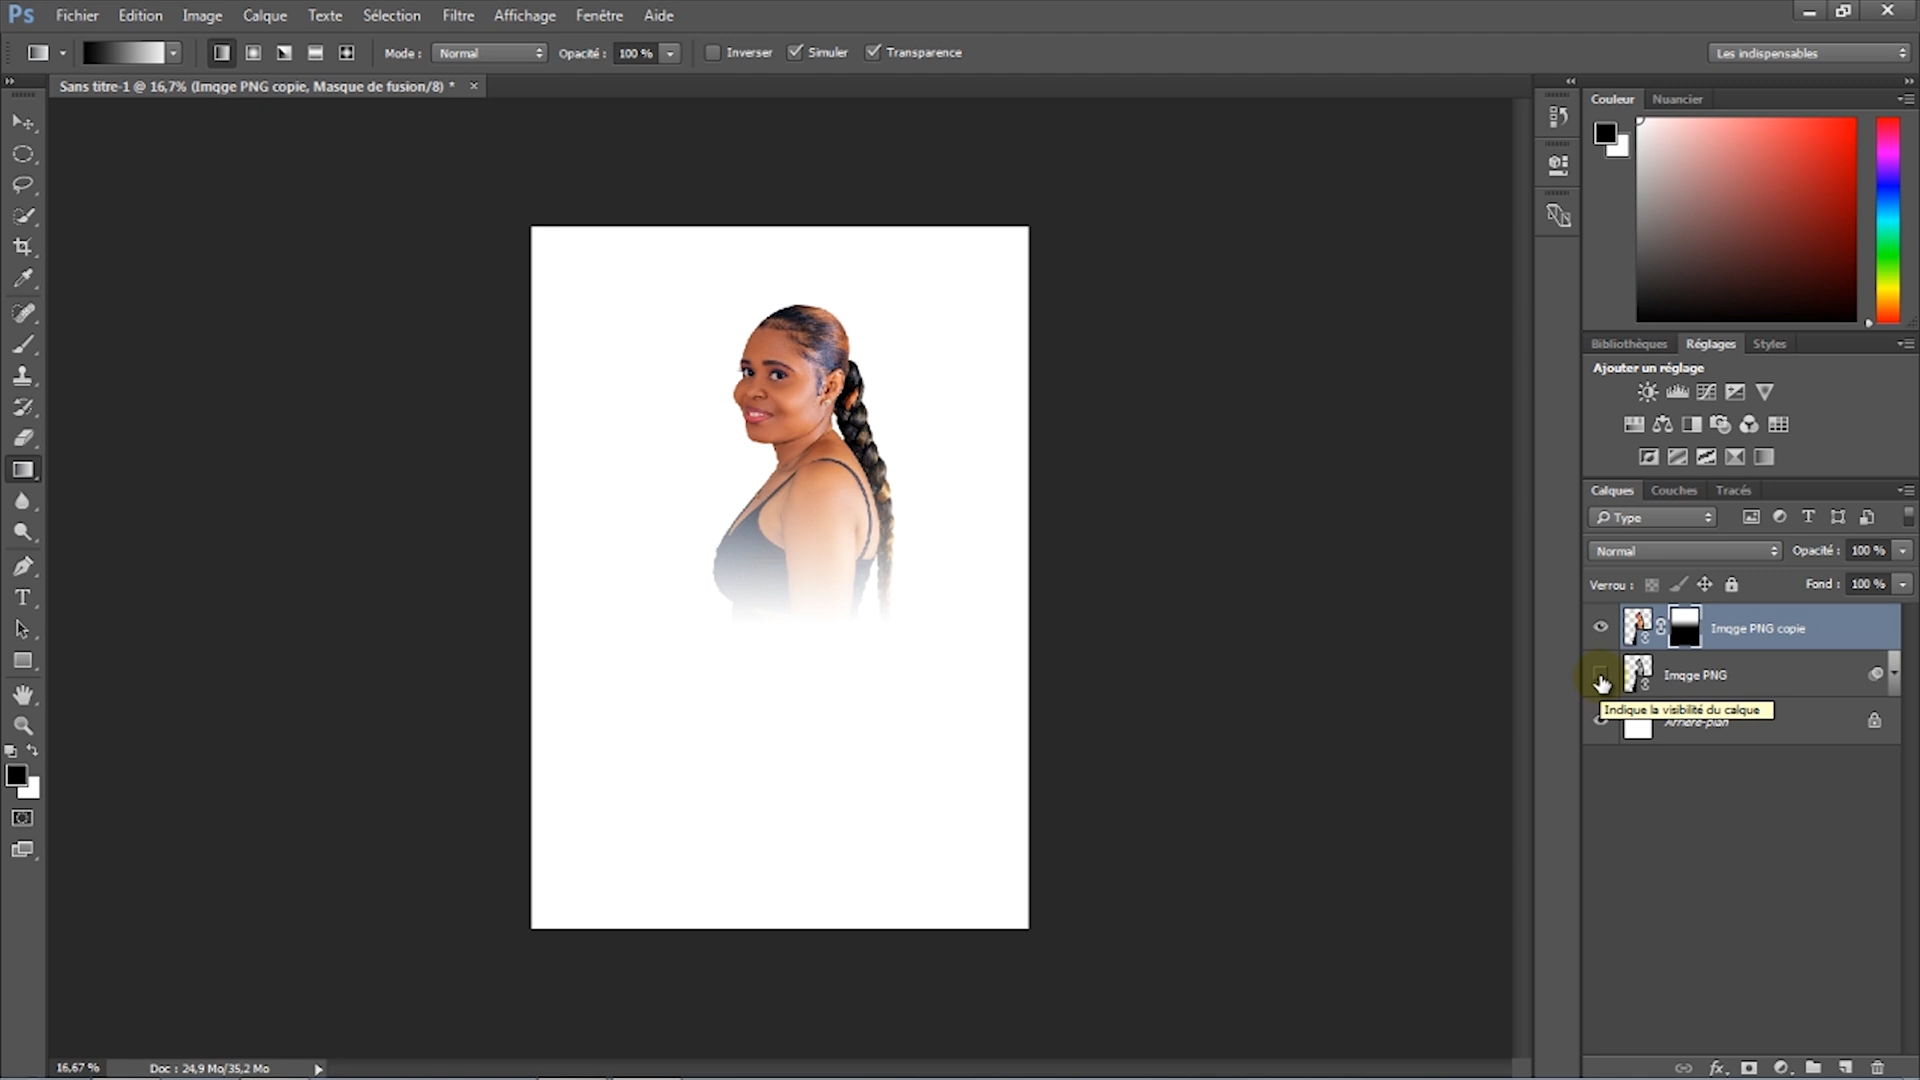 Ps Fichier Edition Image Calque Texte Sélection Filtre Affichage Fenêtre Aide
Mode : Normal Opacité : 100 % Inverser Simuler Transparence Les indispensables
Sans titre-1 @ 16,7% (Imqge PNG copie, Masque de fusion/8) * ×
Couleur Nuancier
Bibliothèques Réglages Styles
Ajouter un réglage
Calques Couches Tracés
Type
Normal Opacité : 100 %
Verrou : Fond : 100 %
Imqge PNG copie
Imqge PNG
Indique la visibilité du calque
Arrière-plan
16,67 % Doc : 24,9 Mo/35,2 Mo